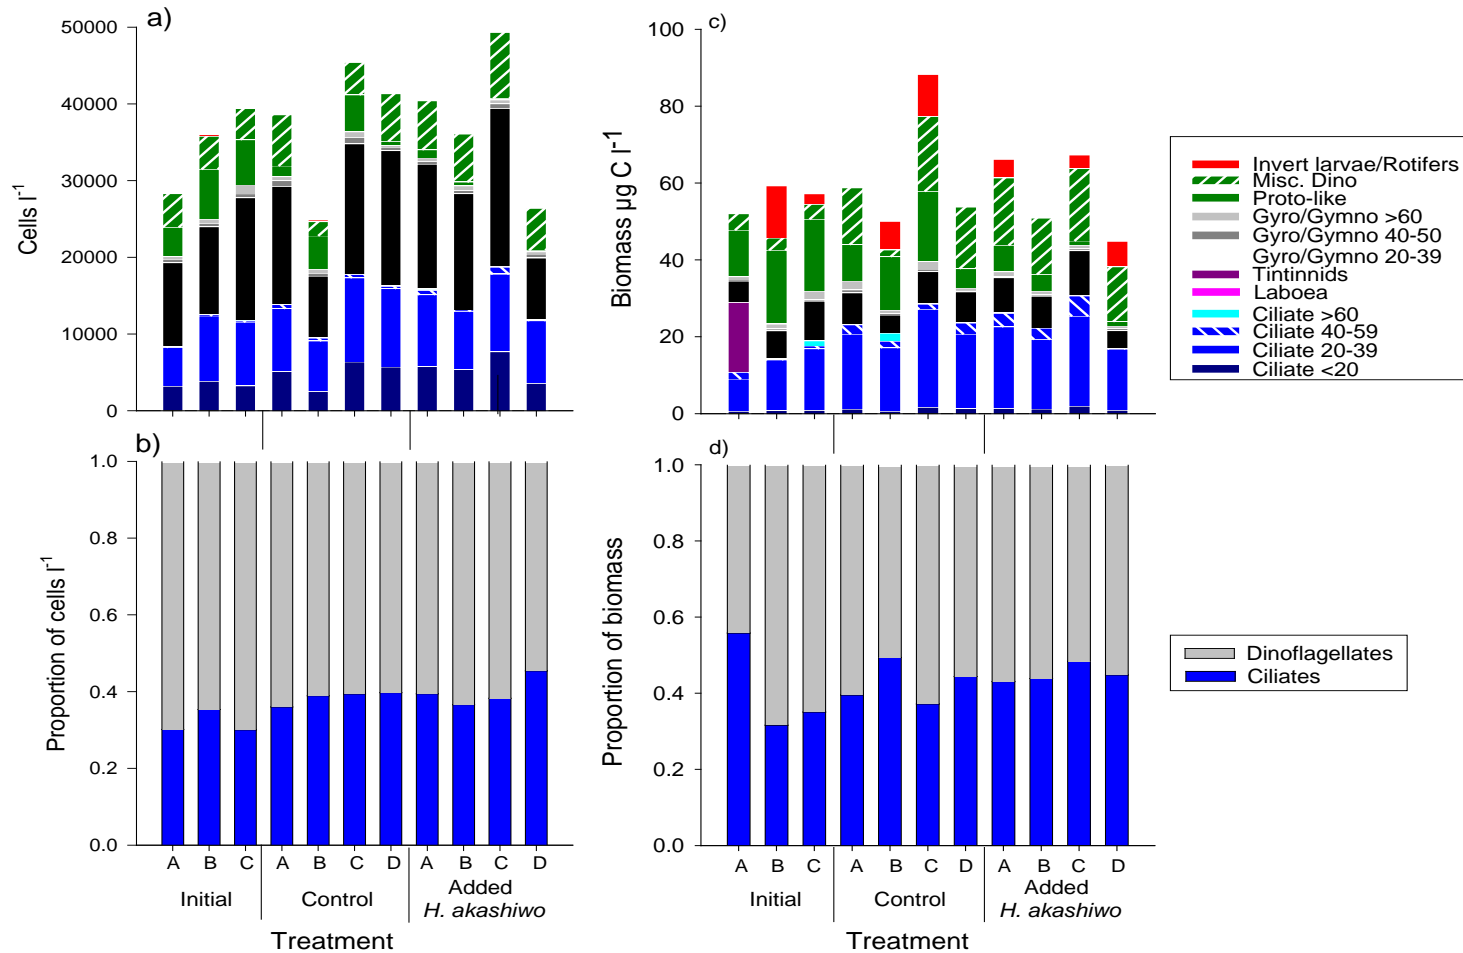 a)
50000
40000
30000
20000
10000
0
Cells l⁻¹
c)
100
80
60
40
20
0
Biomass µg C l⁻¹
Invert larvae/Rotifers
Misc. Dino
Proto-like
Gyro/Gymno >60
Gyro/Gymno 40-50
Gyro/Gymno 20-39
Tintinnids
Laboea
Ciliate >60
Ciliate 40-59
Ciliate 20-39
Ciliate <20
b)
1.0
0.8
0.6
0.4
0.2
0.0
Proportion of cells l⁻¹
A B C A B C D A B C D
Initial Control Added
H. akashiwo
Treatment
d)
1.0
0.8
0.6
0.4
0.2
0.0
Proportion of biomass
A B C A B C D A B C D
Initial Control Added
H. akashiwo
Treatment
Dinoflagellates
Ciliates